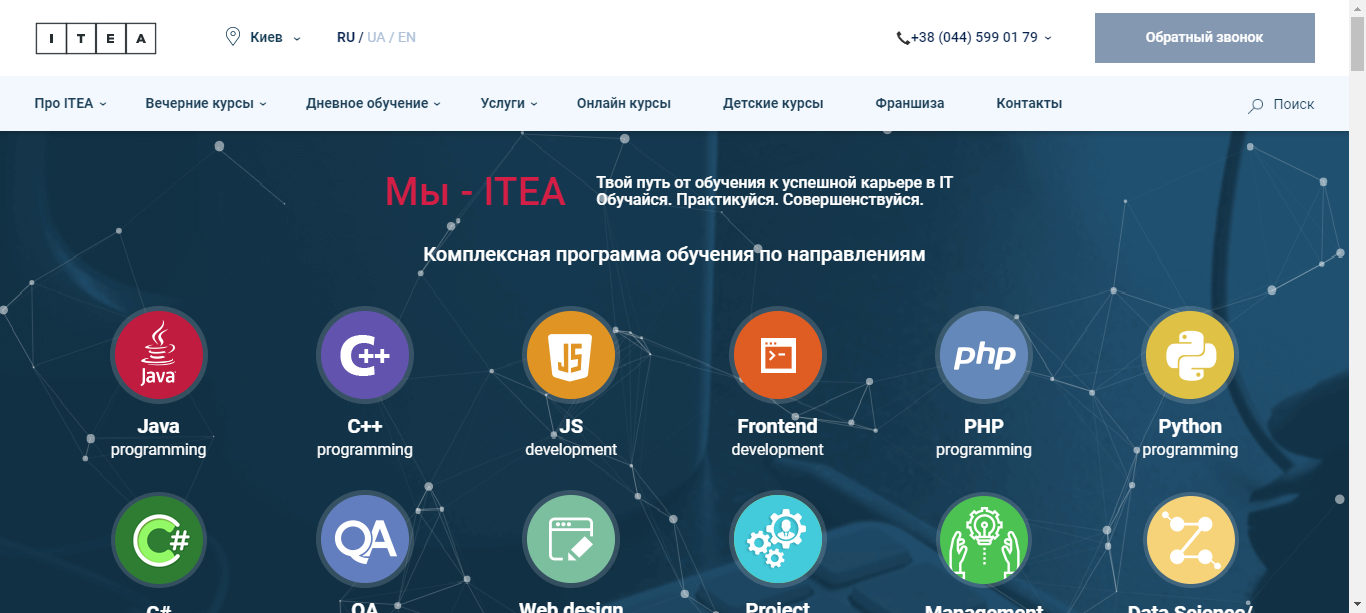 ITEA
Киев
RU / UA / EN
+38 (044) 599 01 79
Обратный звонок
Про ITEA
Вечерние курсы
Дневное обучение
Услуги
Онлайн курсы
Детские курсы
Франшиза
Контакты
Поиск
Мы - ITEA
Твой путь от обучения к успешной карьере в IT
Обучайся. Практикуйся. Совершенствуйся.
Комплексная программа обучения по направлениям
Java
C++
JS
php
Java
programming
C++
programming
JS
development
Frontend
development
PHP
programming
Python
programming
C#
QA
C#
QA
Web design
Project
Management
Data Science/